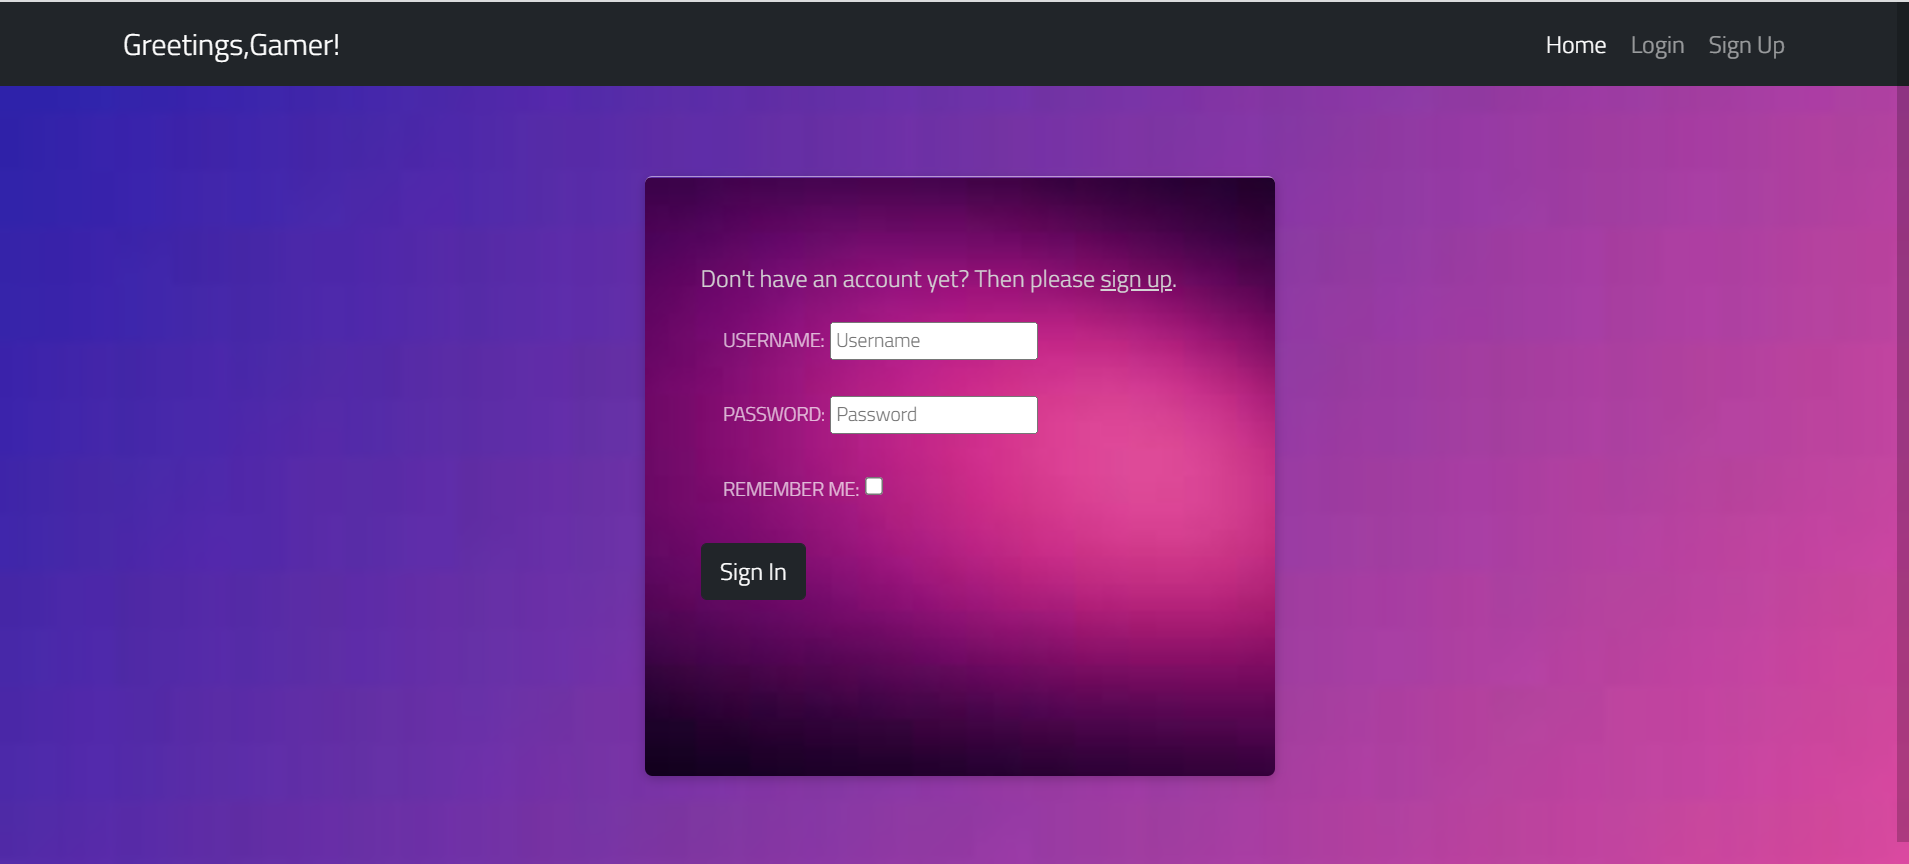 Greetings,Gamer!
Home Login Sign Up
Don't have an account yet? Then please sign up.
USERNAME: Username
PASSWORD: Password
REMEMBER ME:
Sign In